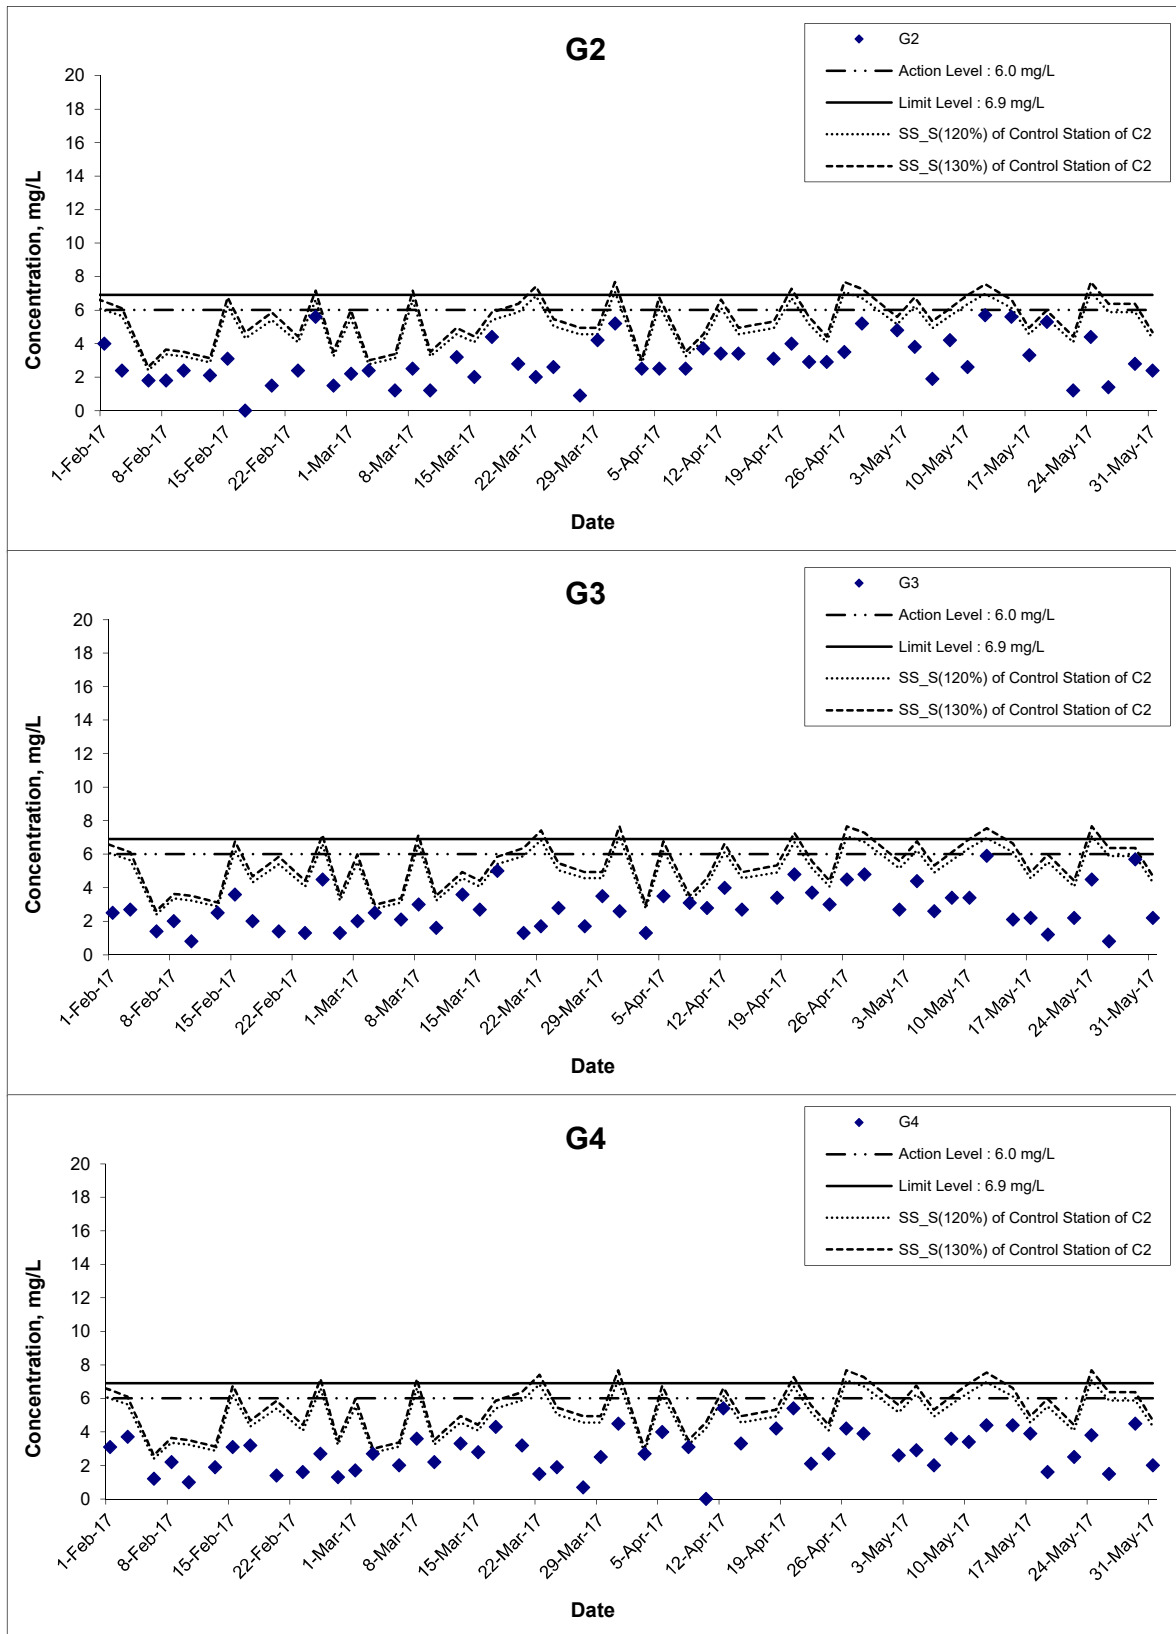 G2
G2
Action Level : 6.0 mg/L
Limit Level : 6.9 mg/L
SS_S(120%) of Control Station of C2
SS_S(130%) of Control Station of C2
Concentration, mg/L
20
18
16
14
12
10
8
6
4
2
0
1-Feb-17
8-Feb-17
15-Feb-17
22-Feb-17
1-Mar-17
8-Mar-17
15-Mar-17
22-Mar-17
29-Mar-17
5-Apr-17
12-Apr-17
19-Apr-17
26-Apr-17
3-May-17
10-May-17
17-May-17
24-May-17
31-May-17
Date
G3
G3
Action Level : 6.0 mg/L
Limit Level : 6.9 mg/L
SS_S(120%) of Control Station of C2
SS_S(130%) of Control Station of C2
Concentration, mg/L
20
18
16
14
12
10
8
6
4
2
0
1-Feb-17
8-Feb-17
15-Feb-17
22-Feb-17
1-Mar-17
8-Mar-17
15-Mar-17
22-Mar-17
29-Mar-17
5-Apr-17
12-Apr-17
19-Apr-17
26-Apr-17
3-May-17
10-May-17
17-May-17
24-May-17
31-May-17
Date
G4
G4
Action Level : 6.0 mg/L
Limit Level : 6.9 mg/L
SS_S(120%) of Control Station of C2
SS_S(130%) of Control Station of C2
Concentration, mg/L
20
18
16
14
12
10
8
6
4
2
0
1-Feb-17
8-Feb-17
15-Feb-17
22-Feb-17
1-Mar-17
8-Mar-17
15-Mar-17
22-Mar-17
29-Mar-17
5-Apr-17
12-Apr-17
19-Apr-17
26-Apr-17
3-May-17
10-May-17
17-May-17
24-May-17
31-May-17
Date